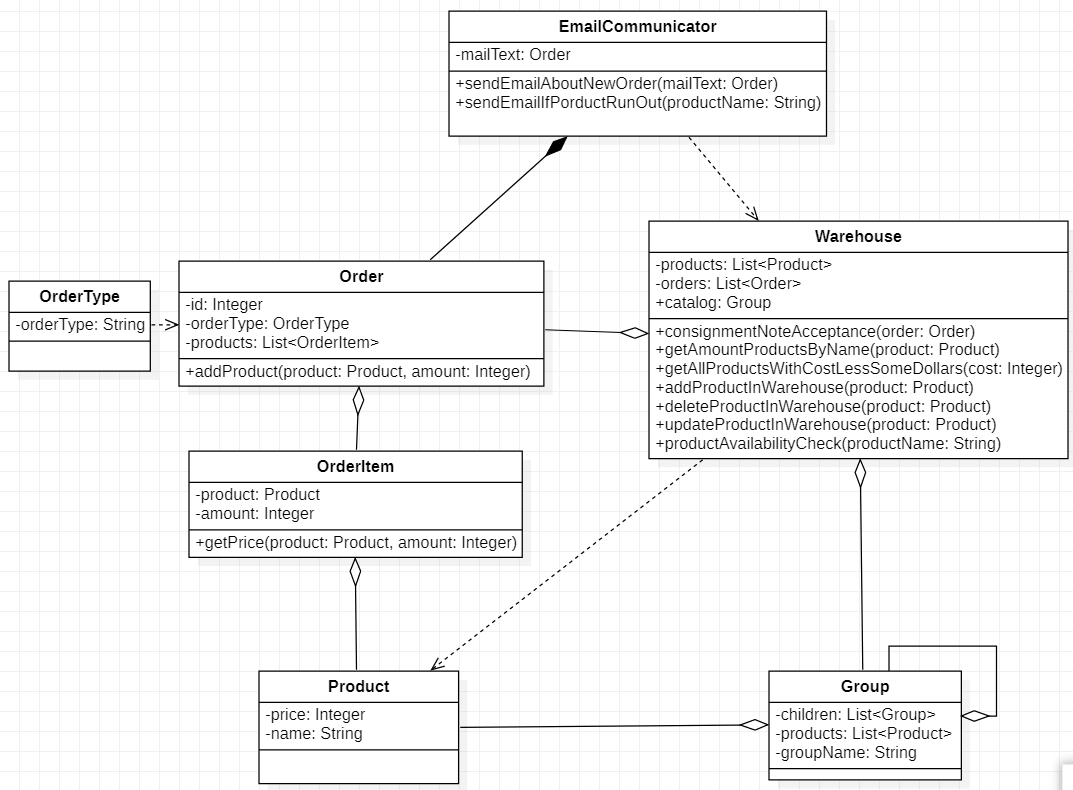 EmailCommunicator
-mailText: Order
+sendEmailAboutNewOrder(mailText: Order)
+sendEmailIfPorductRunOut(productName: String)
Warehouse
-products: List<Product>
-orders: List<Order>
+catalog: Group
+consignmentNoteAcceptance(order: Order)
+getAmountProductsByName(product: Product)
+getAllProductsWithCostLessSomeDollars(cost: Integer)
+addProductInWarehouse(product: Product)
+deleteProductInWarehouse(product: Product)
+updateProductInWarehouse(product: Product)
+productAvailabilityCheck(productName: String)
Order
-id: Integer
-orderType: OrderType
-products: List<OrderItem>
+addProduct(product: Product, amount: Integer)
OrderType
-orderType: String
OrderItem
-product: Product
-amount: Integer
+getPrice(product: Product, amount: Integer)
Product
-price: Integer
-name: String
Group
-children: List<Group>
-products: List<Product>
-groupName: String